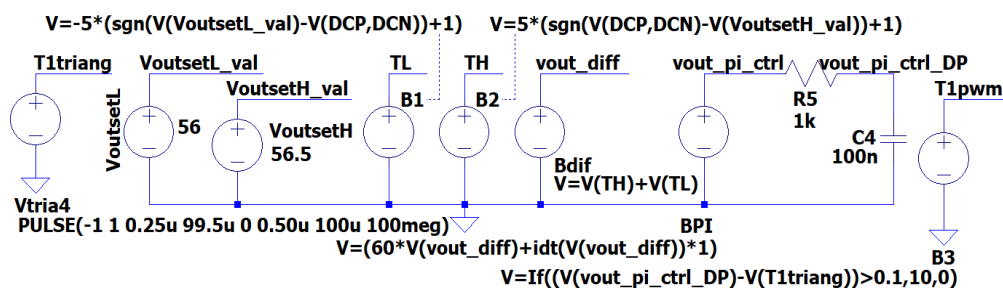 V=-5*(sgn(V(VoutsetL_val)-V(DCP,DCN))+1)
V=5*(sgn(V(DCP,DCN)-V(VoutsetH_val))+1)
T1triang
VoutsetL_val
TL
TH
vout_diff
vout_pi_ctrl
vout_pi_ctrl_DP
VoutsetH_val
B1
B2
T1pwm
R5
1k
VoutsetL
56
VoutsetH
56.5
C4
100n
Bdif
V=V(TH)+V(TL)
Vtria4
PULSE(-1 1 0.25u 99.5u 0 0.50u 100u 100meg)
BPI
V=(60*V(vout_diff)+idt(V(vout_diff))*1)
B3
V=If((V(vout_pi_ctrl_DP)-V(T1triang))>0.1,10,0)